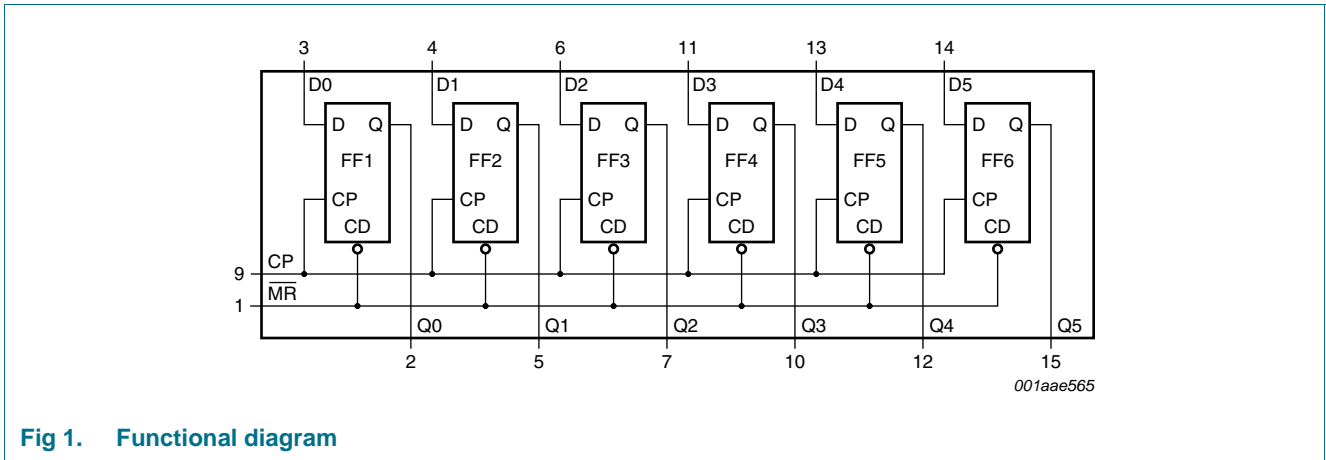 3 4 6 11 13 14
D0 D1 D2 D3 D4 D5
D Q D Q D Q D Q D Q D Q
FF1 FF2 FF3 FF4 FF5 FF6
CP CP CP CP CP CP
CD CD CD CD CD CD
9 CP
1 M̅R̅
Q0 Q1 Q2 Q3 Q4 Q5
2 5 7 10 12 15
001aae565
Fig 1. Functional diagram